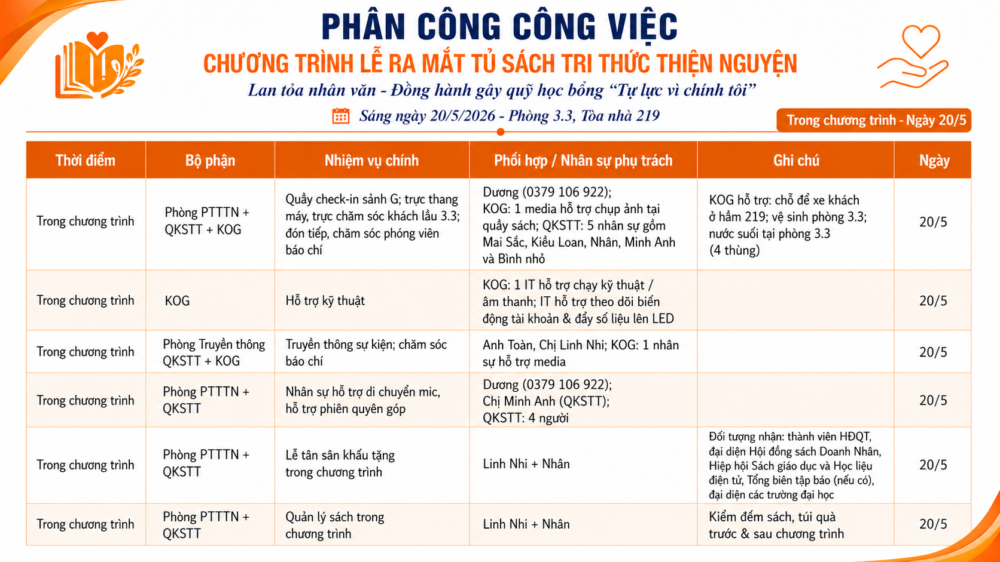 PHÂN CÔNG CÔNG VIỆC
CHƯƠNG TRÌNH LỄ RA MẮT TỦ SÁCH TRI THỨC THIỆN NGUYỆN
Lan tỏa nhân văn - Đồng hành gây quỹ học bổng “Tự lực vì chính tôi”
Sáng ngày 20/5/2026 - Phòng 3.3, Tòa nhà 219
Trong chương trình - Ngày 20/5
Thời điểm
Bộ phận
Nhiệm vụ chính
Phối hợp / Nhân sự phụ trách
Ghi chú
Ngày
Trong chương trình
Phòng PTTTN +
QKSTT + KOG
Quầy check-in sảnh G; trực thang
máy, trực chăm sóc khách lầu 3.3;
đón tiếp, chăm sóc phóng viên
báo chí
Dương (0379 106 922);
KOG: 1 media hỗ trợ chụp ảnh tại
quầy sách; QKSTT: 5 nhân sự gồm
Mai Sắc, Kiều Loan, Nhân, Minh Anh
và Bình nhỏ
KOG hỗ trợ: chỗ để xe khách
ở hầm 219; vệ sinh phòng 3.3;
nước suối tại phòng 3.3
(4 thùng)
20/5
Trong chương trình
KOG
Hỗ trợ kỹ thuật
KOG: 1 IT hỗ trợ chạy kỹ thuật /
âm thanh; IT hỗ trợ theo dõi biến
động tài khoản & đẩy số liệu lên LED
20/5
Trong chương trình
Phòng Truyền thông
QKSTT + KOG
Truyền thông sự kiện; chăm sóc
báo chí
Anh Toàn, Chị Linh Nhi; KOG: 1 nhân
sự hỗ trợ media
20/5
Trong chương trình
Phòng PTTTN +
QKSTT
Nhân sự hỗ trợ di chuyển mic,
hỗ trợ phiên quyên góp
Dương (0379 106 922);
Chị Minh Anh (QKSTT);
QKSTT: 4 người
20/5
Trong chương trình
Phòng PTTTN +
QKSTT
Lễ tân sân khấu tặng
trong chương trình
Linh Nhi + Nhân
Đối tượng nhận: thành viên HĐQT,
đại diện Hội đồng sách Doanh Nhân,
Hiệp hội Sách giáo dục và Học liệu
điện tử, Tổng biên tập báo (nếu có),
đại diện các trường đại học
20/5
Trong chương trình
Phòng PTTTN +
QKSTT
Quản lý sách trong
chương trình
Linh Nhi + Nhân
Kiểm đếm sách, túi quà
trước & sau chương trình
20/5